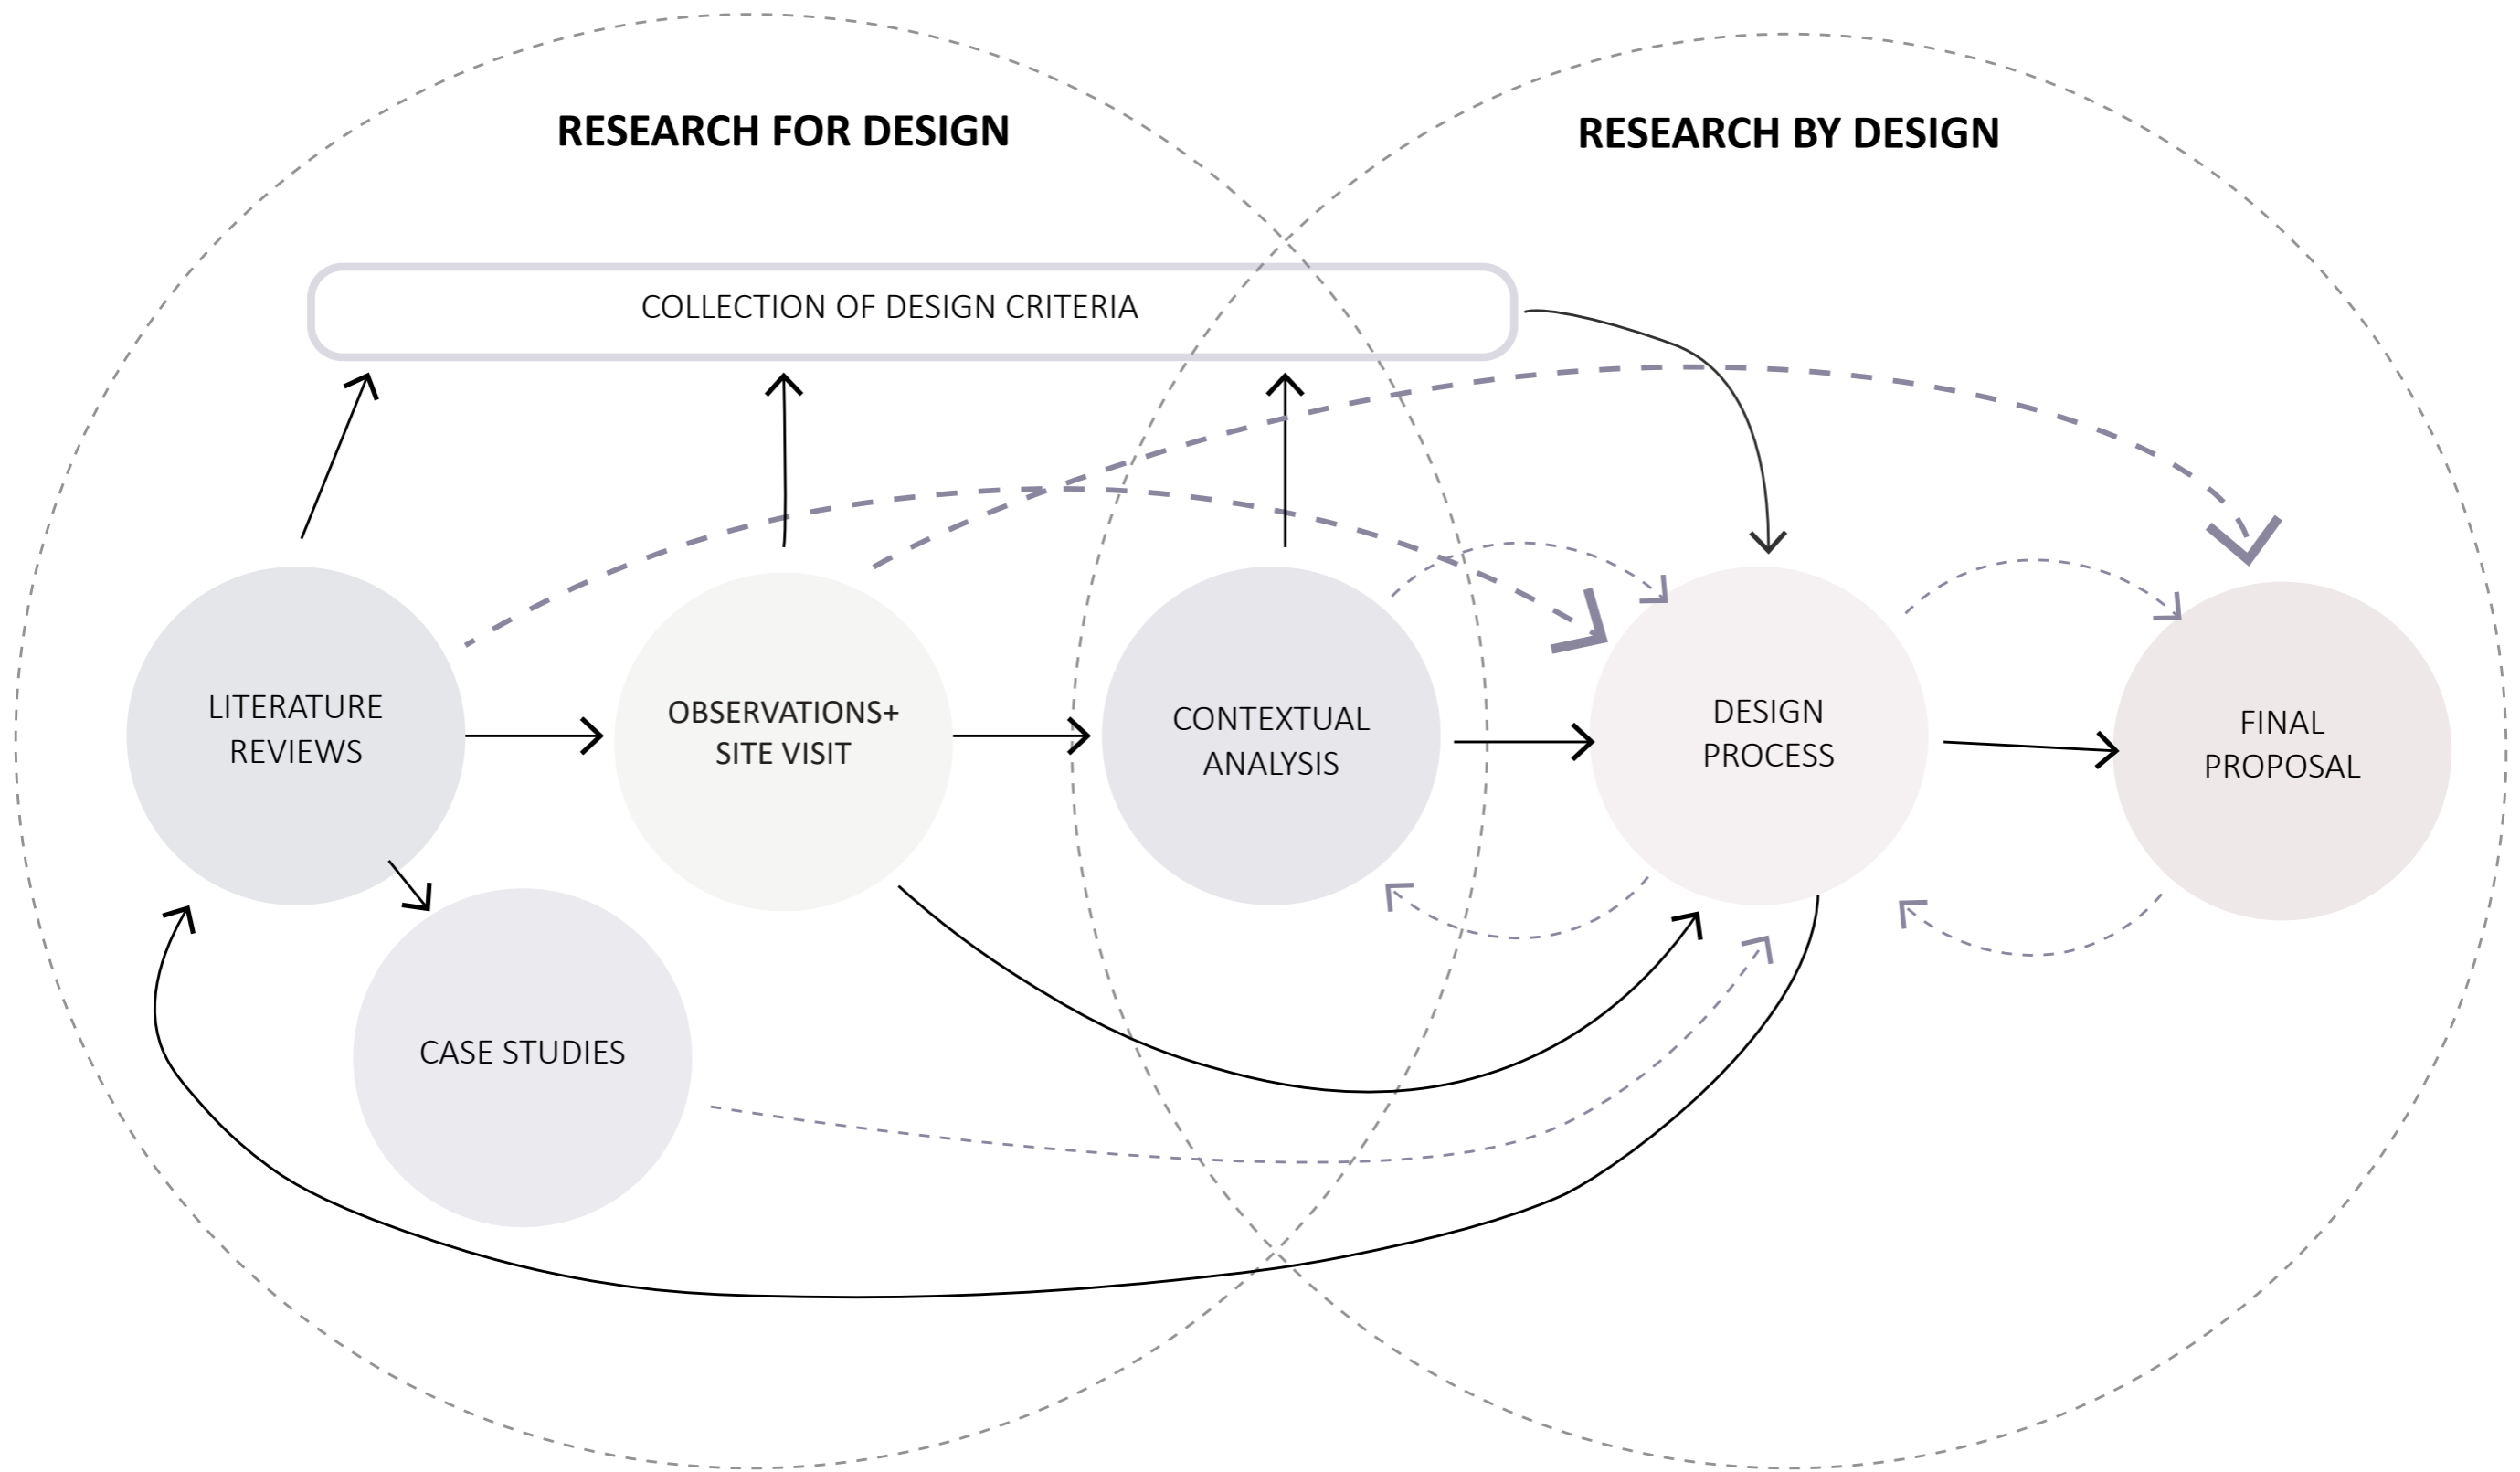 RESEARCH FOR DESIGN
RESEARCH BY DESIGN
COLLECTION OF DESIGN CRITERIA
LITERATURE
REVIEWS
OBSERVATIONS+
SITE VISIT
CONTEXTUAL
ANALYSIS
DESIGN
PROCESS
FINAL
PROPOSAL
CASE STUDIES